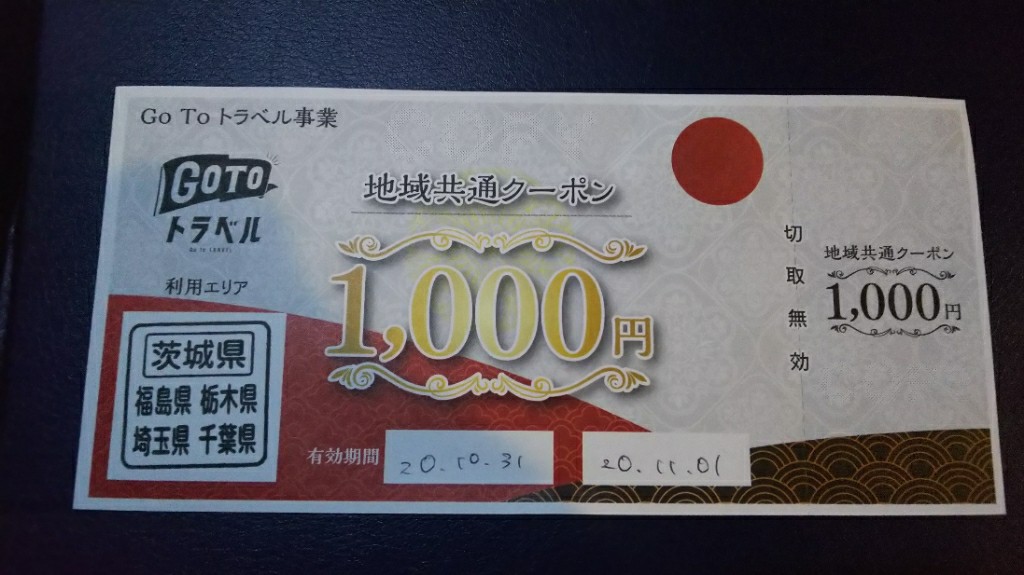 Go To トラベル事業
GOTO
トラベル
地域共通クーポン
1,000円
利用エリア
茨城県
福島県 栃木県
埼玉県 千葉県
有効期間 20.10.31 20.11.01
切取無効
地域共通クーポン
1,000円